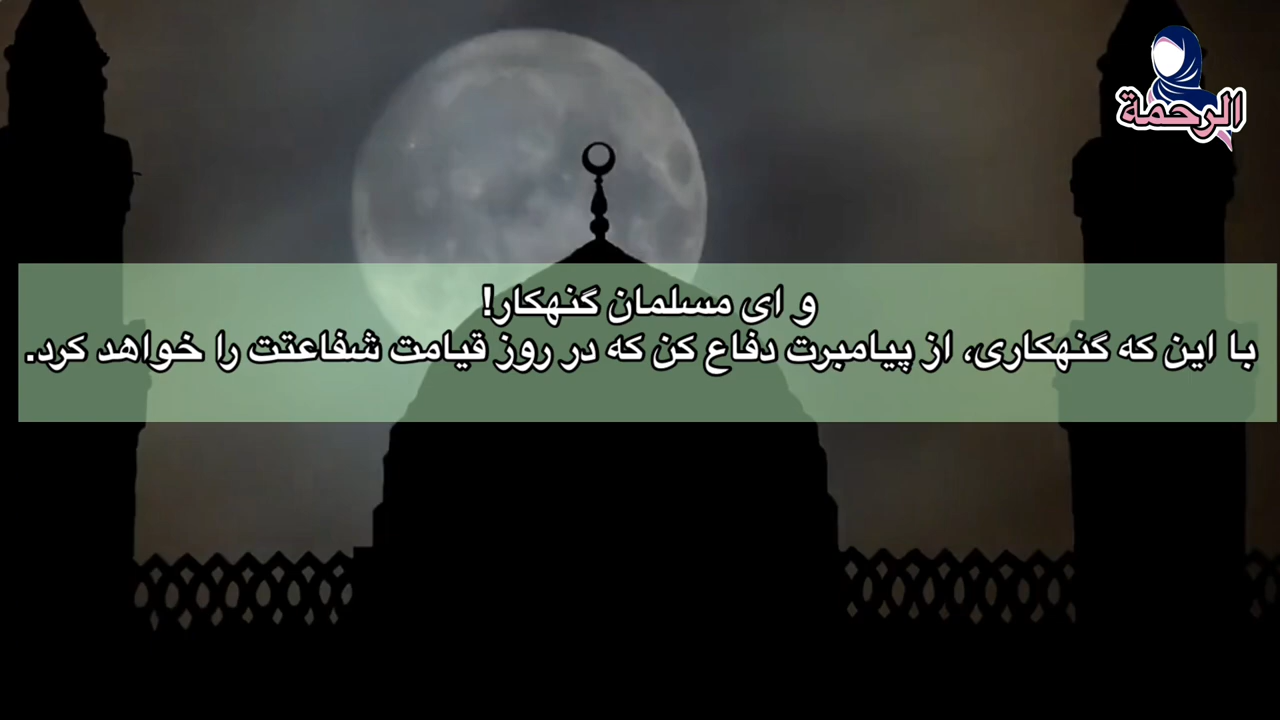 الرحمة
و ای مسلمان گنهکار!
با این که گنهکاری، از پیامبرت دفاع کن که در روز قیامت شفاعتت را خواهد کرد.